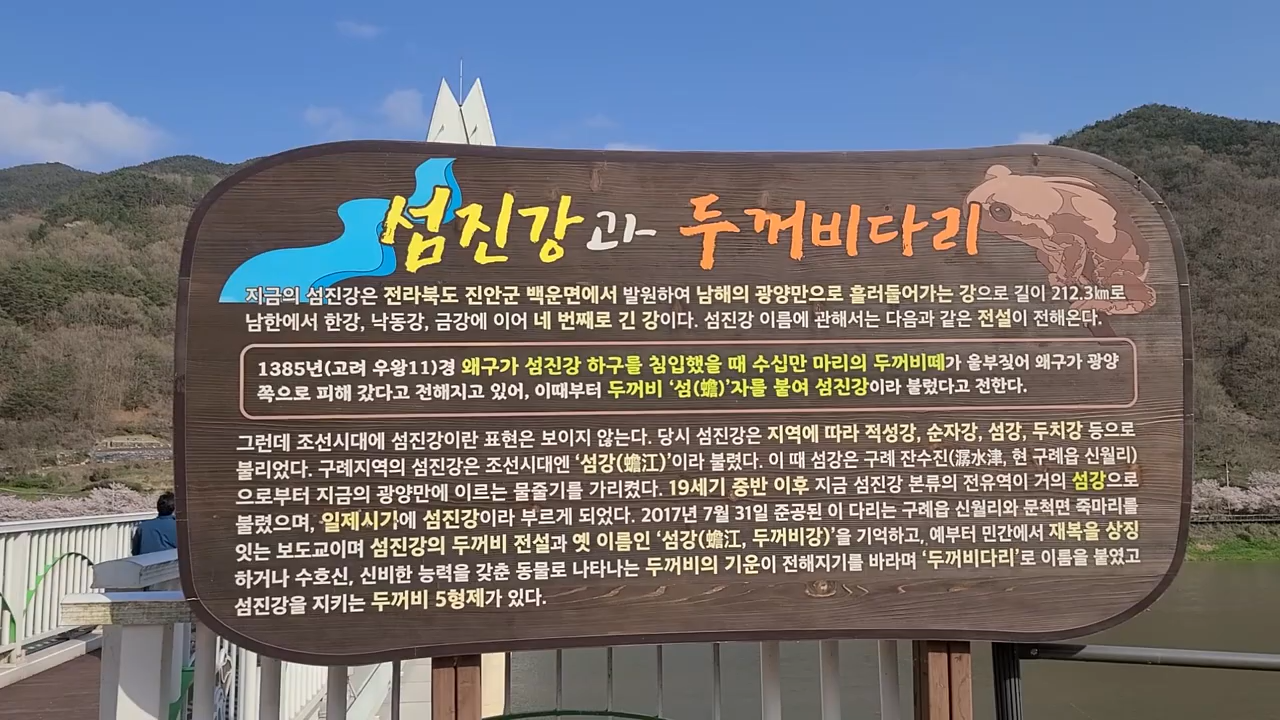 섬진강과 두꺼비다리
지금의 섬진강은 전라북도 진안군 백운면에서 발원하여 남해의 광양만으로 흘러들어가는 강으로 길이 212.3㎞로
남한에서 한강, 낙동강, 금강에 이어 네 번째로 긴 강이다. 섬진강 이름에 관해서는 다음과 같은 전설이 전해온다.
1385년(고려 우왕11)경 왜구가 섬진강 하구를 침입했을 때 수십만 마리의 두꺼비떼가 울부짖어 왜구가 광양
쪽으로 피해 갔다고 전해지고 있어, 이때부터 두꺼비 ‘섬(蟾)’자를 붙여 섬진강이라 불렀다고 전한다.
그런데 조선시대에 섬진강이란 표현은 보이지 않는다. 당시 섬진강은 지역에 따라 적성강, 순자강, 섬강, 두치강 등으로
불리었다. 구례지역의 섬진강은 조선시대엔 ‘섬강(蟾江)’이라 불렸다. 이 때 섬강은 구례 잔수진(潺水津, 현 구례읍 신월리)
으로부터 지금의 광양만에 이르는 물줄기를 가리켰다. 19세기 중반 이후 지금 섬진강 본류의 전유역이 거의 섬강으로
불렸으며, 일제시기에 섬진강이라 부르게 되었다. 2017년 7월 31일 준공된 이 다리는 구례읍 신월리와 문척면 죽마리를
잇는 보도교이며 섬진강의 두꺼비 전설과 옛 이름인 ‘섬강(蟾江, 두꺼비강)’을 기억하고, 예부터 민간에서 재복을 상징
하거나 수호신, 신비한 능력을 갖춘 동물로 나타나는 두꺼비의 기운이 전해지기를 바라며 ‘두꺼비다리’로 이름을 붙였고
섬진강을 지키는 두꺼비 5형제가 있다.